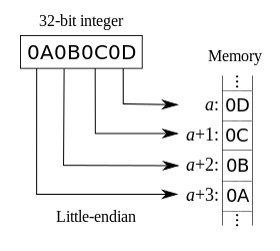 32-bit integer
0A0B0C0D
Memory
⋮
a: 0D
a+1: 0C
a+2: 0B
a+3: 0A
⋮
Little-endian